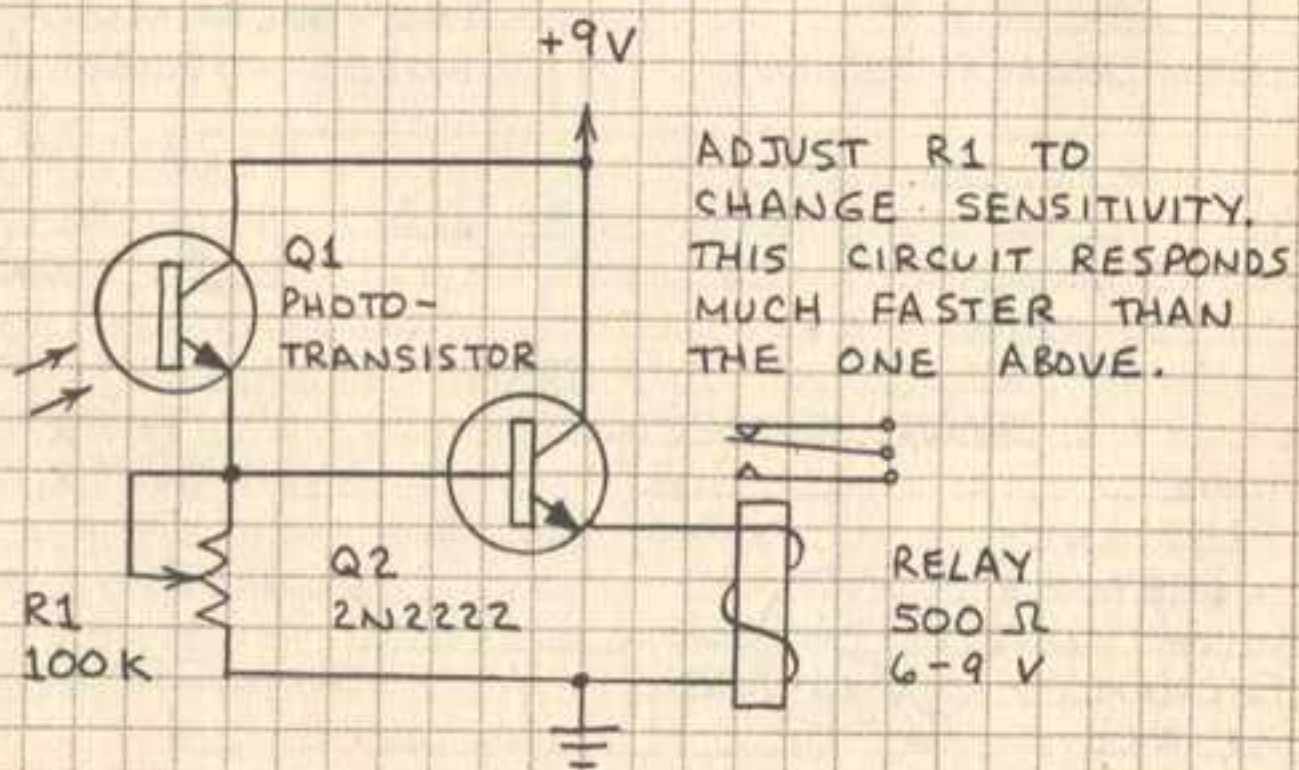 +9V
ADJUST R1 TO
CHANGE SENSITIVITY.
THIS CIRCUIT RESPONDS
MUCH FASTER THAN
THE ONE ABOVE.
Q1
PHOTO-
TRANSISTOR
Q2
2N2222
R1
100K
RELAY
500 Ω
6-9 V